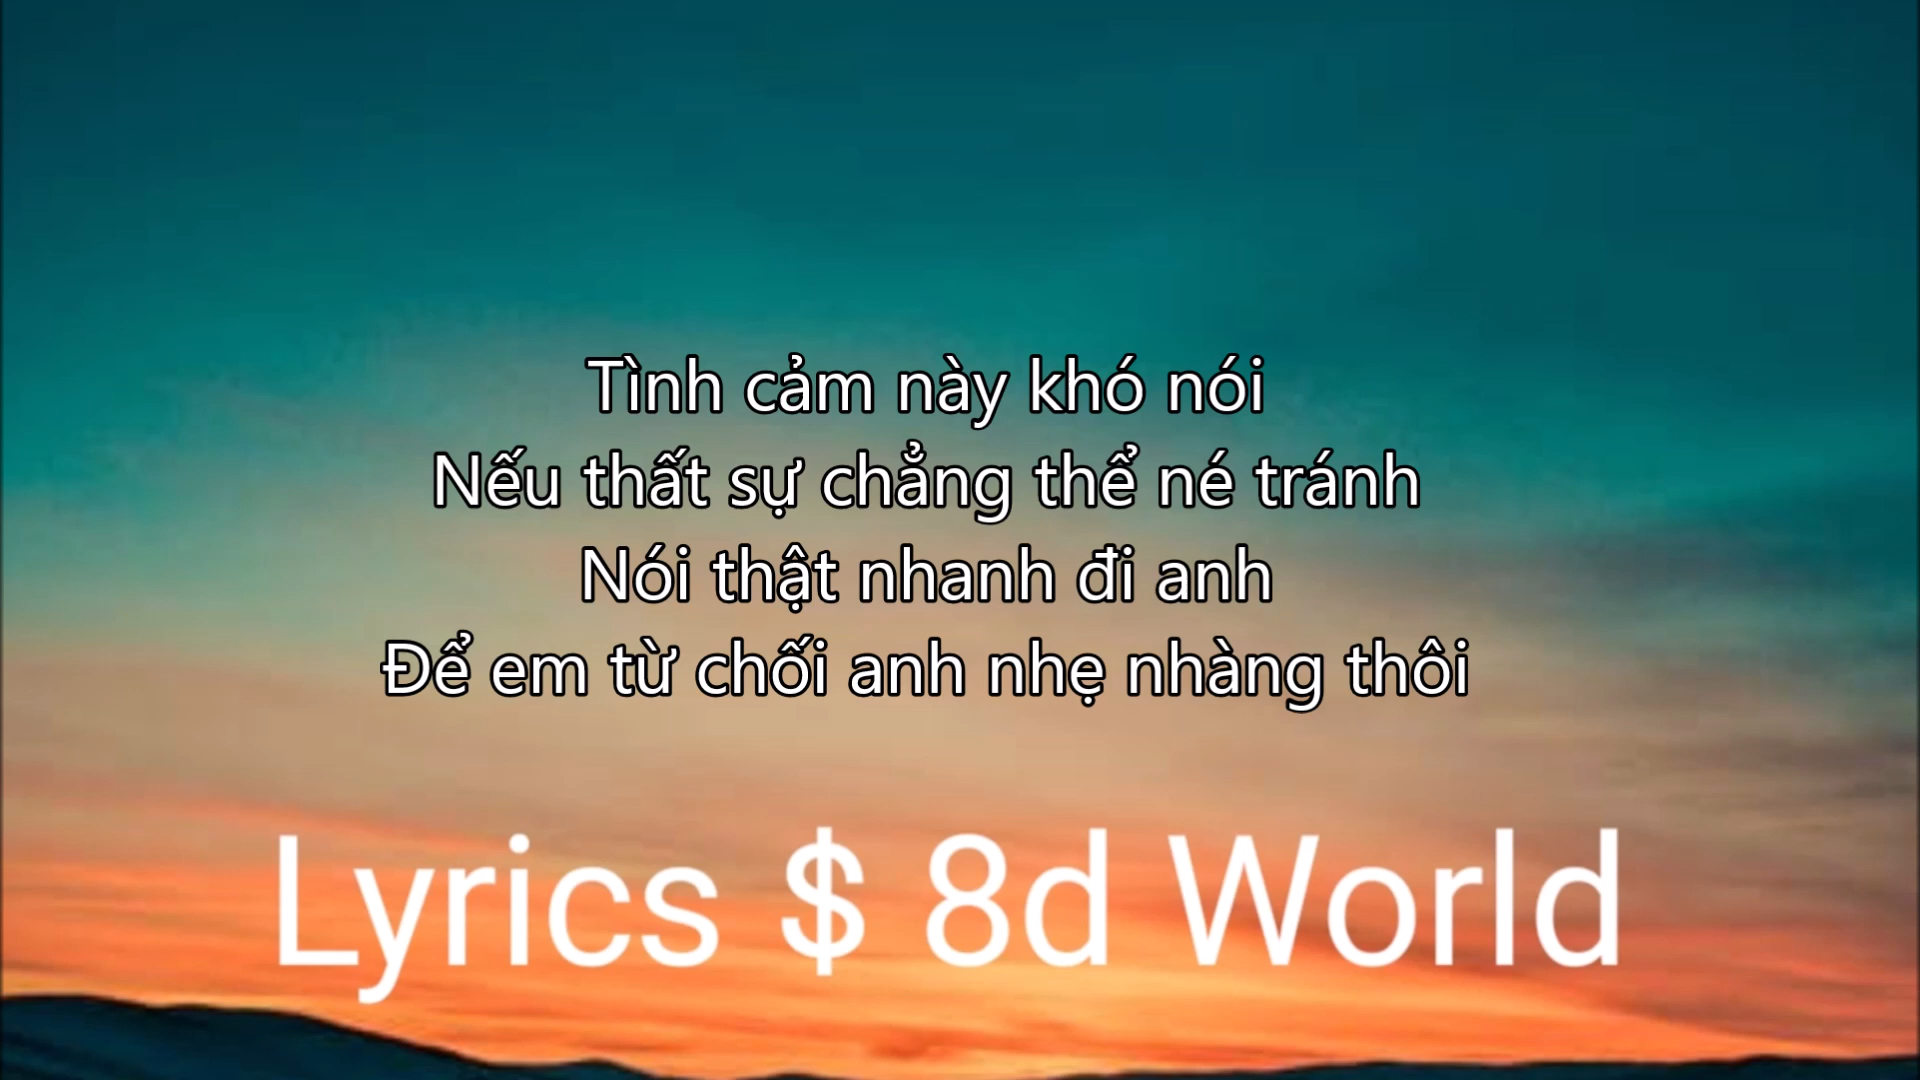 Tình cảm này khó nói
Nếu thất sự chẳng thể né tránh
Nói thật nhanh đi anh
Để em từ chối anh nhẹ nhàng thôi
Lyrics $ 8d World